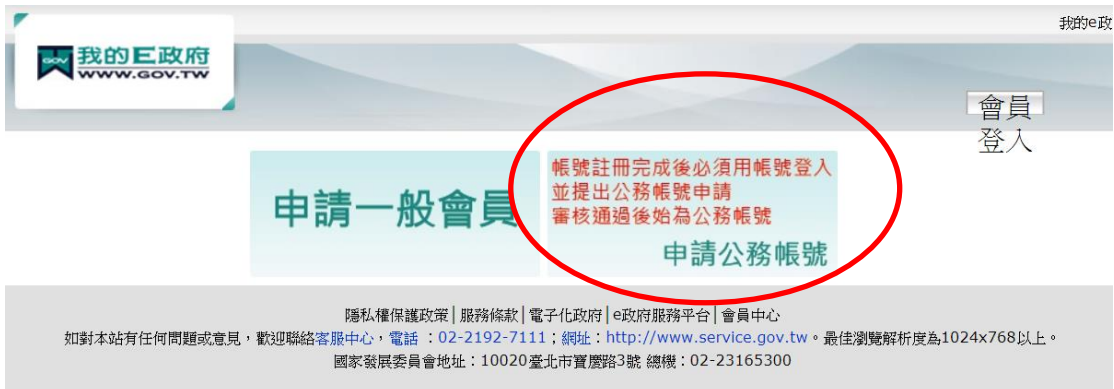 我的e政
GOV 我的E政府
WWW.GOV.TW
會員
登入
申請一般會員
帳號註冊完成後必須用帳號登入
並提出公務帳號申請
審核通過後始為公務帳號
申請公務帳號
隱私權保護政策│服務條款│電子化政府│e政府服務平台│會員中心
如對本站有任何問題或意見，歡迎聯絡客服中心，電話 ：02-2192-7111；網址：http://www.service.gov.tw。最佳瀏覽解析度為1024x768以上。
國家發展委員會地址：10020臺北市寶慶路3號 總機：02-23165300